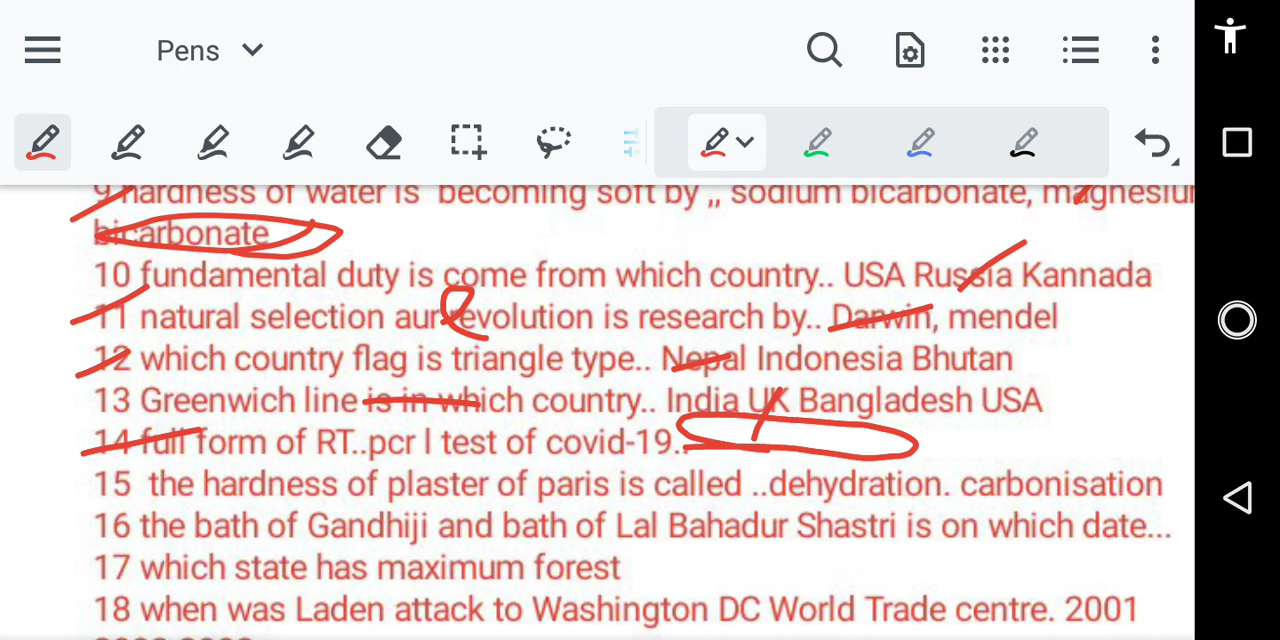 Pens
9 hardness of water is becoming soft by ,, sodium bicarbonate, magnesiu
bicarbonate
10 fundamental duty is come from which country.. USA Russia Kannada
11 natural selection aur evolution is research by.. Darwin, mendel
12 which country flag is triangle type.. Nepal Indonesia Bhutan
13 Greenwich line is in which country.. India UK Bangladesh USA
14 full form of RT..pcr l test of covid-19..
15 the hardness of plaster of paris is called ..dehydration. carbonisation
16 the bath of Gandhiji and bath of Lal Bahadur Shastri is on which date...
17 which state has maximum forest
18 when was Laden attack to Washington DC World Trade centre. 2001